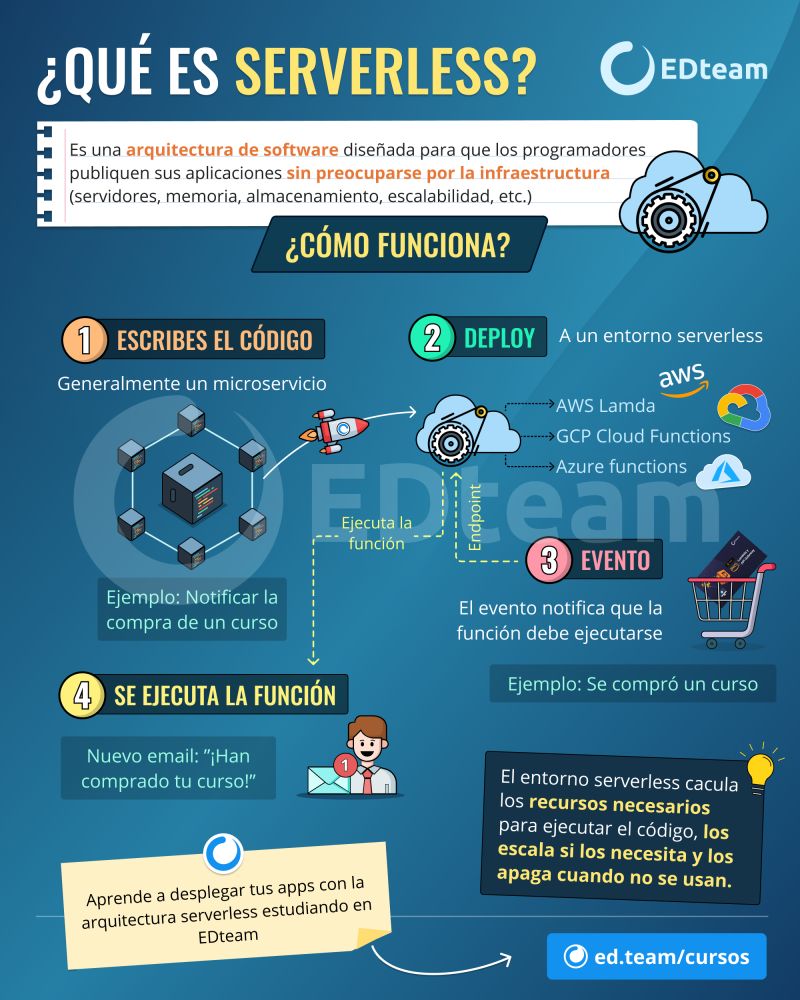 ¿QUÉ ES SERVERLESS?
EDteam
Es una arquitectura de software diseñada para que los programadores
publiquen sus aplicaciones sin preocuparse por la infraestructura
(servidores, memoria, almacenamiento, escalabilidad, etc.)
¿CÓMO FUNCIONA?
1 ESCRIBES EL CÓDIGO
Generalmente un microservicio
2 DEPLOY
A un entorno serverless
aws
AWS Lamda
GCP Cloud Functions
Azure functions
EDteam
Ejecuta la
función
Endpoint
Ejemplo: Notificar la
compra de un curso
3 EVENTO
El evento notifica que la
función debe ejecutarse
Ejemplo: Se compró un curso
4 SE EJECUTA LA FUNCIÓN
Nuevo email: ”¡Han
comprado tu curso!”
1
El entorno serverless cacula
los recursos necesarios
para ejecutar el código, los
escala si los necesita y los
apaga cuando no se usan.
Aprende a desplegar tus apps con la
arquitectura serverless estudiando en
EDteam
ed.team/cursos